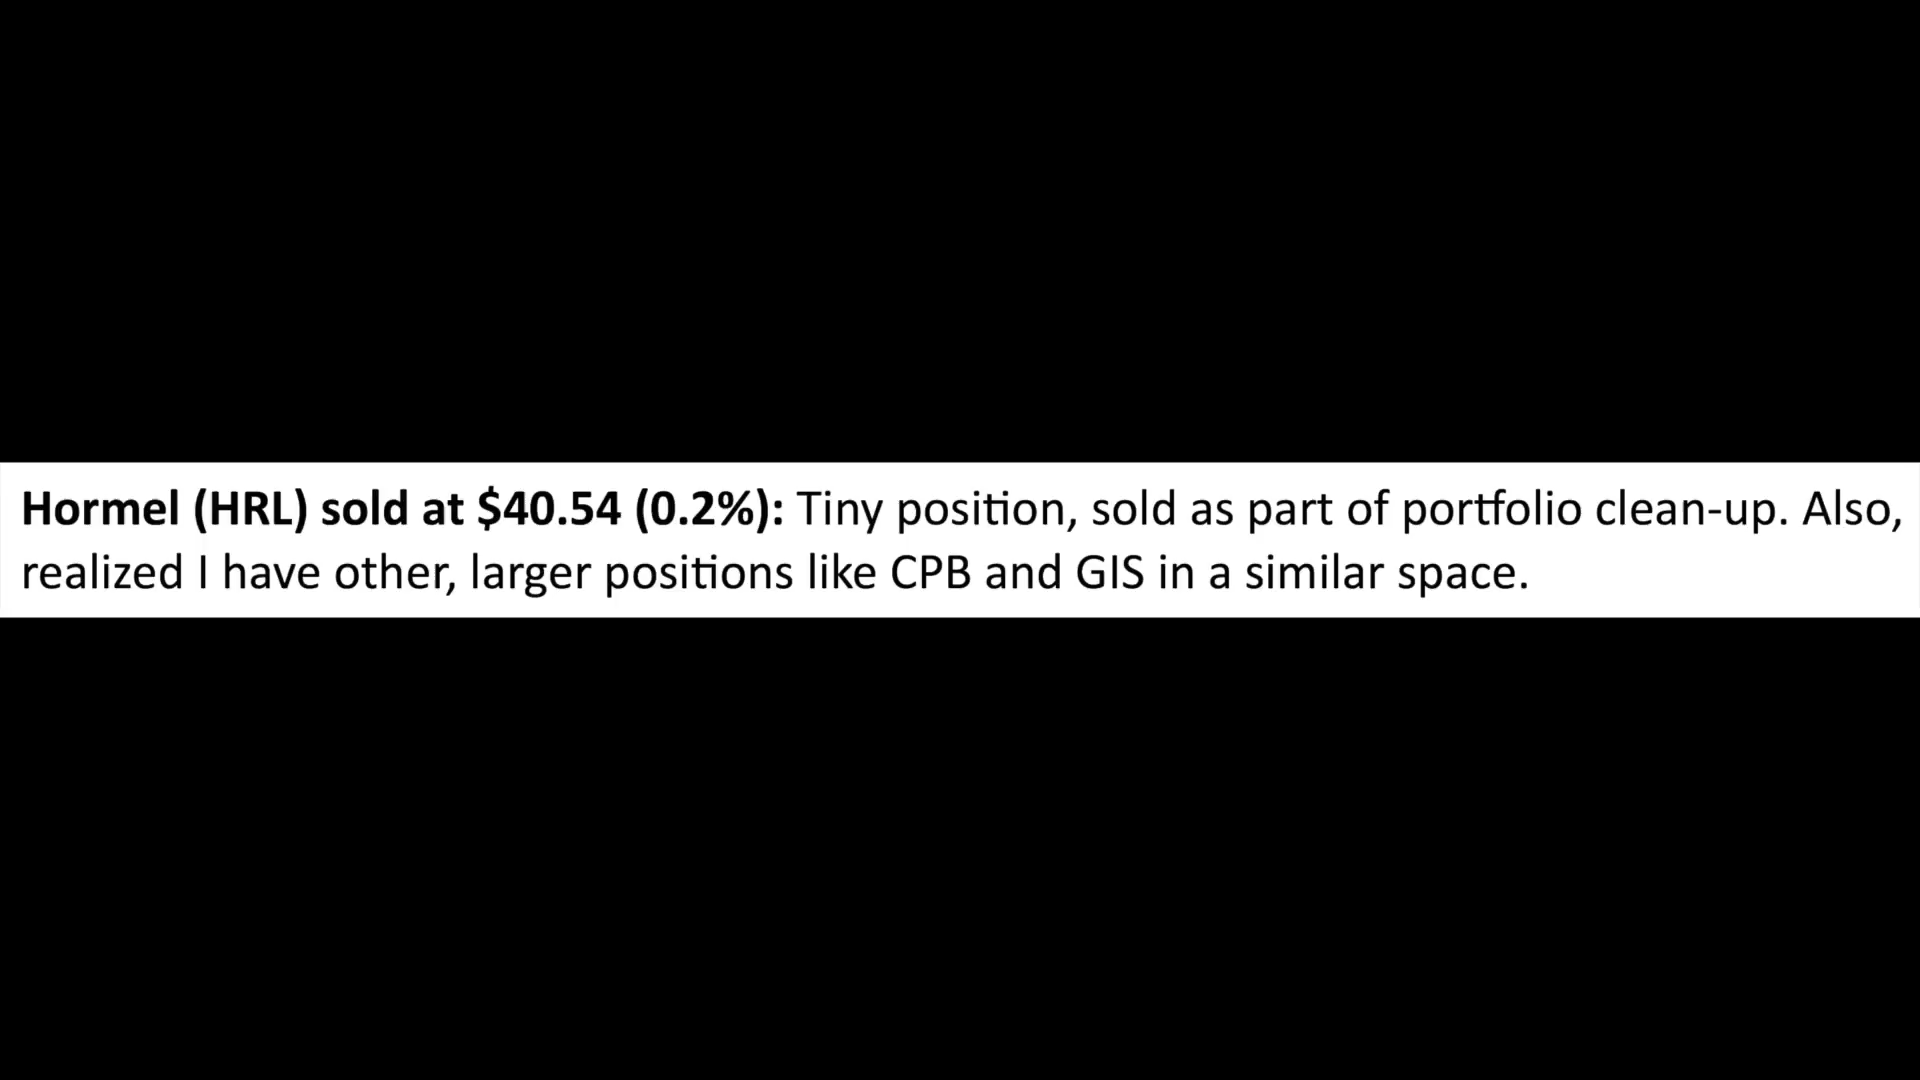 Hormel (HRL) sold at $40.54 (0.2%): Tiny position, sold as part of portfolio clean-up. Also,
realized I have other, larger positions like CPB and GIS in a similar space.